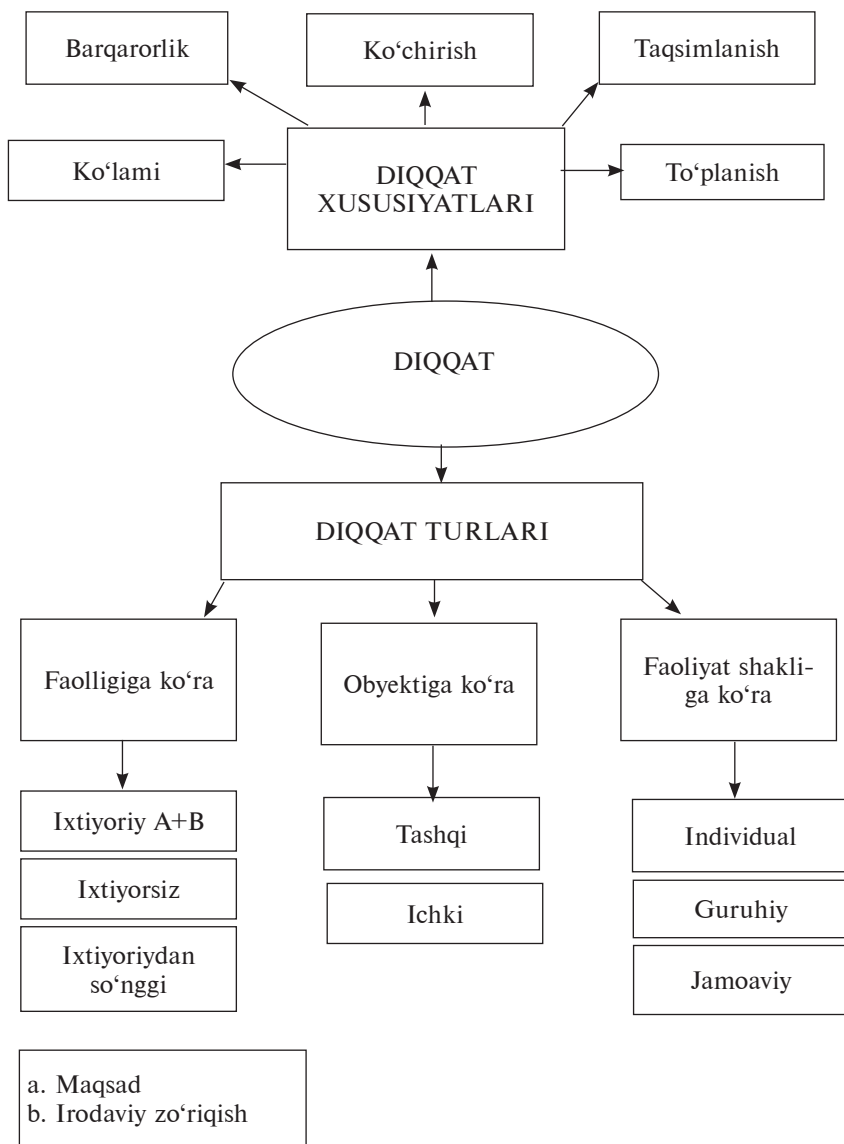 Barqarorlik
Ko‘chirish
Taqsimlanish
Ko‘lami
DIQQAT
XUSUSIYATLARI
To‘planish
DIQQAT
DIQQAT TURLARI
Faolligiga ko‘ra
Obyektiga ko‘ra
Faoliyat shakli-
ga ko‘ra
Ixtiyoriy A+B
Ixtiyorsiz
Ixtiyoriydan
so‘nggi
Tashqi
Ichki
Individual
Guruhiy
Jamoaviy
a. Maqsad
b. Irodaviy zo‘riqish